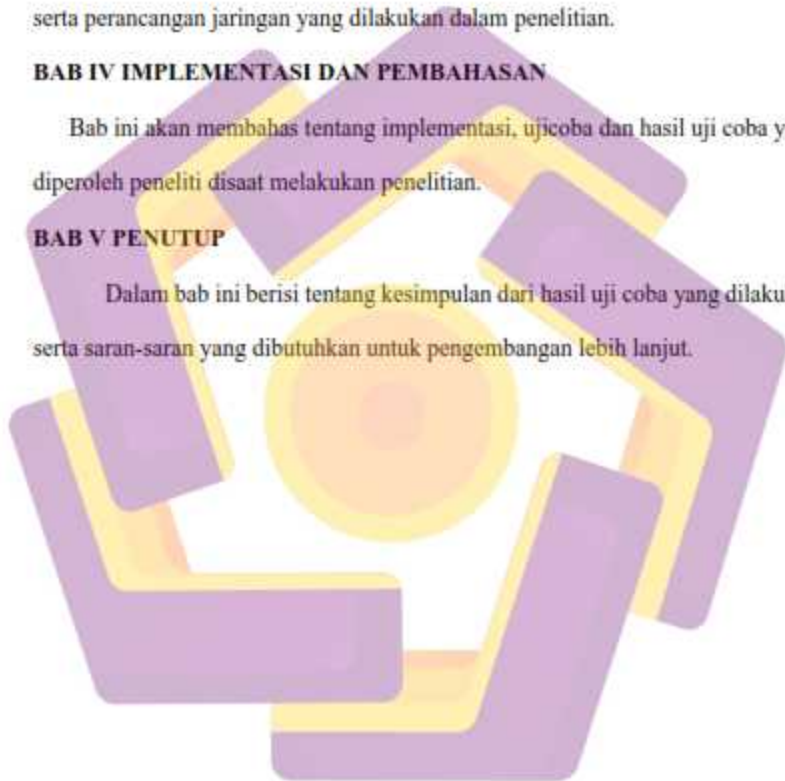 serta perancangan jaringan yang dilakukan dalam penelitian.
BAB IV IMPLEMENTASI DAN PEMBAHASAN
Bab ini akan membahas tentang implementasi, ujicoba dan hasil uji coba y
diperoleh peneliti disaat melakukan penelitian.
BAB V PENUTUP
Dalam bab ini berisi tentang kesimpulan dari hasil uji coba yang dilaku
serta saran-saran yang dibutuhkan untuk pengembangan lebih lanjut.